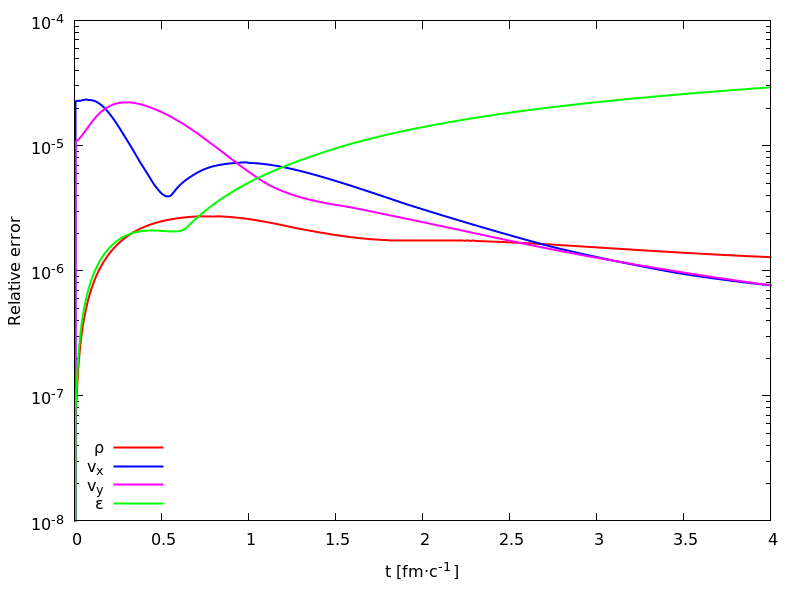 10⁻⁴
10⁻⁵
10⁻⁶
10⁻⁷
10⁻⁸
Relative error
ρ
vₓ
v_y
ε
0 0.5 1 1.5 2 2.5 3 3.5 4
t [fm·c⁻¹]